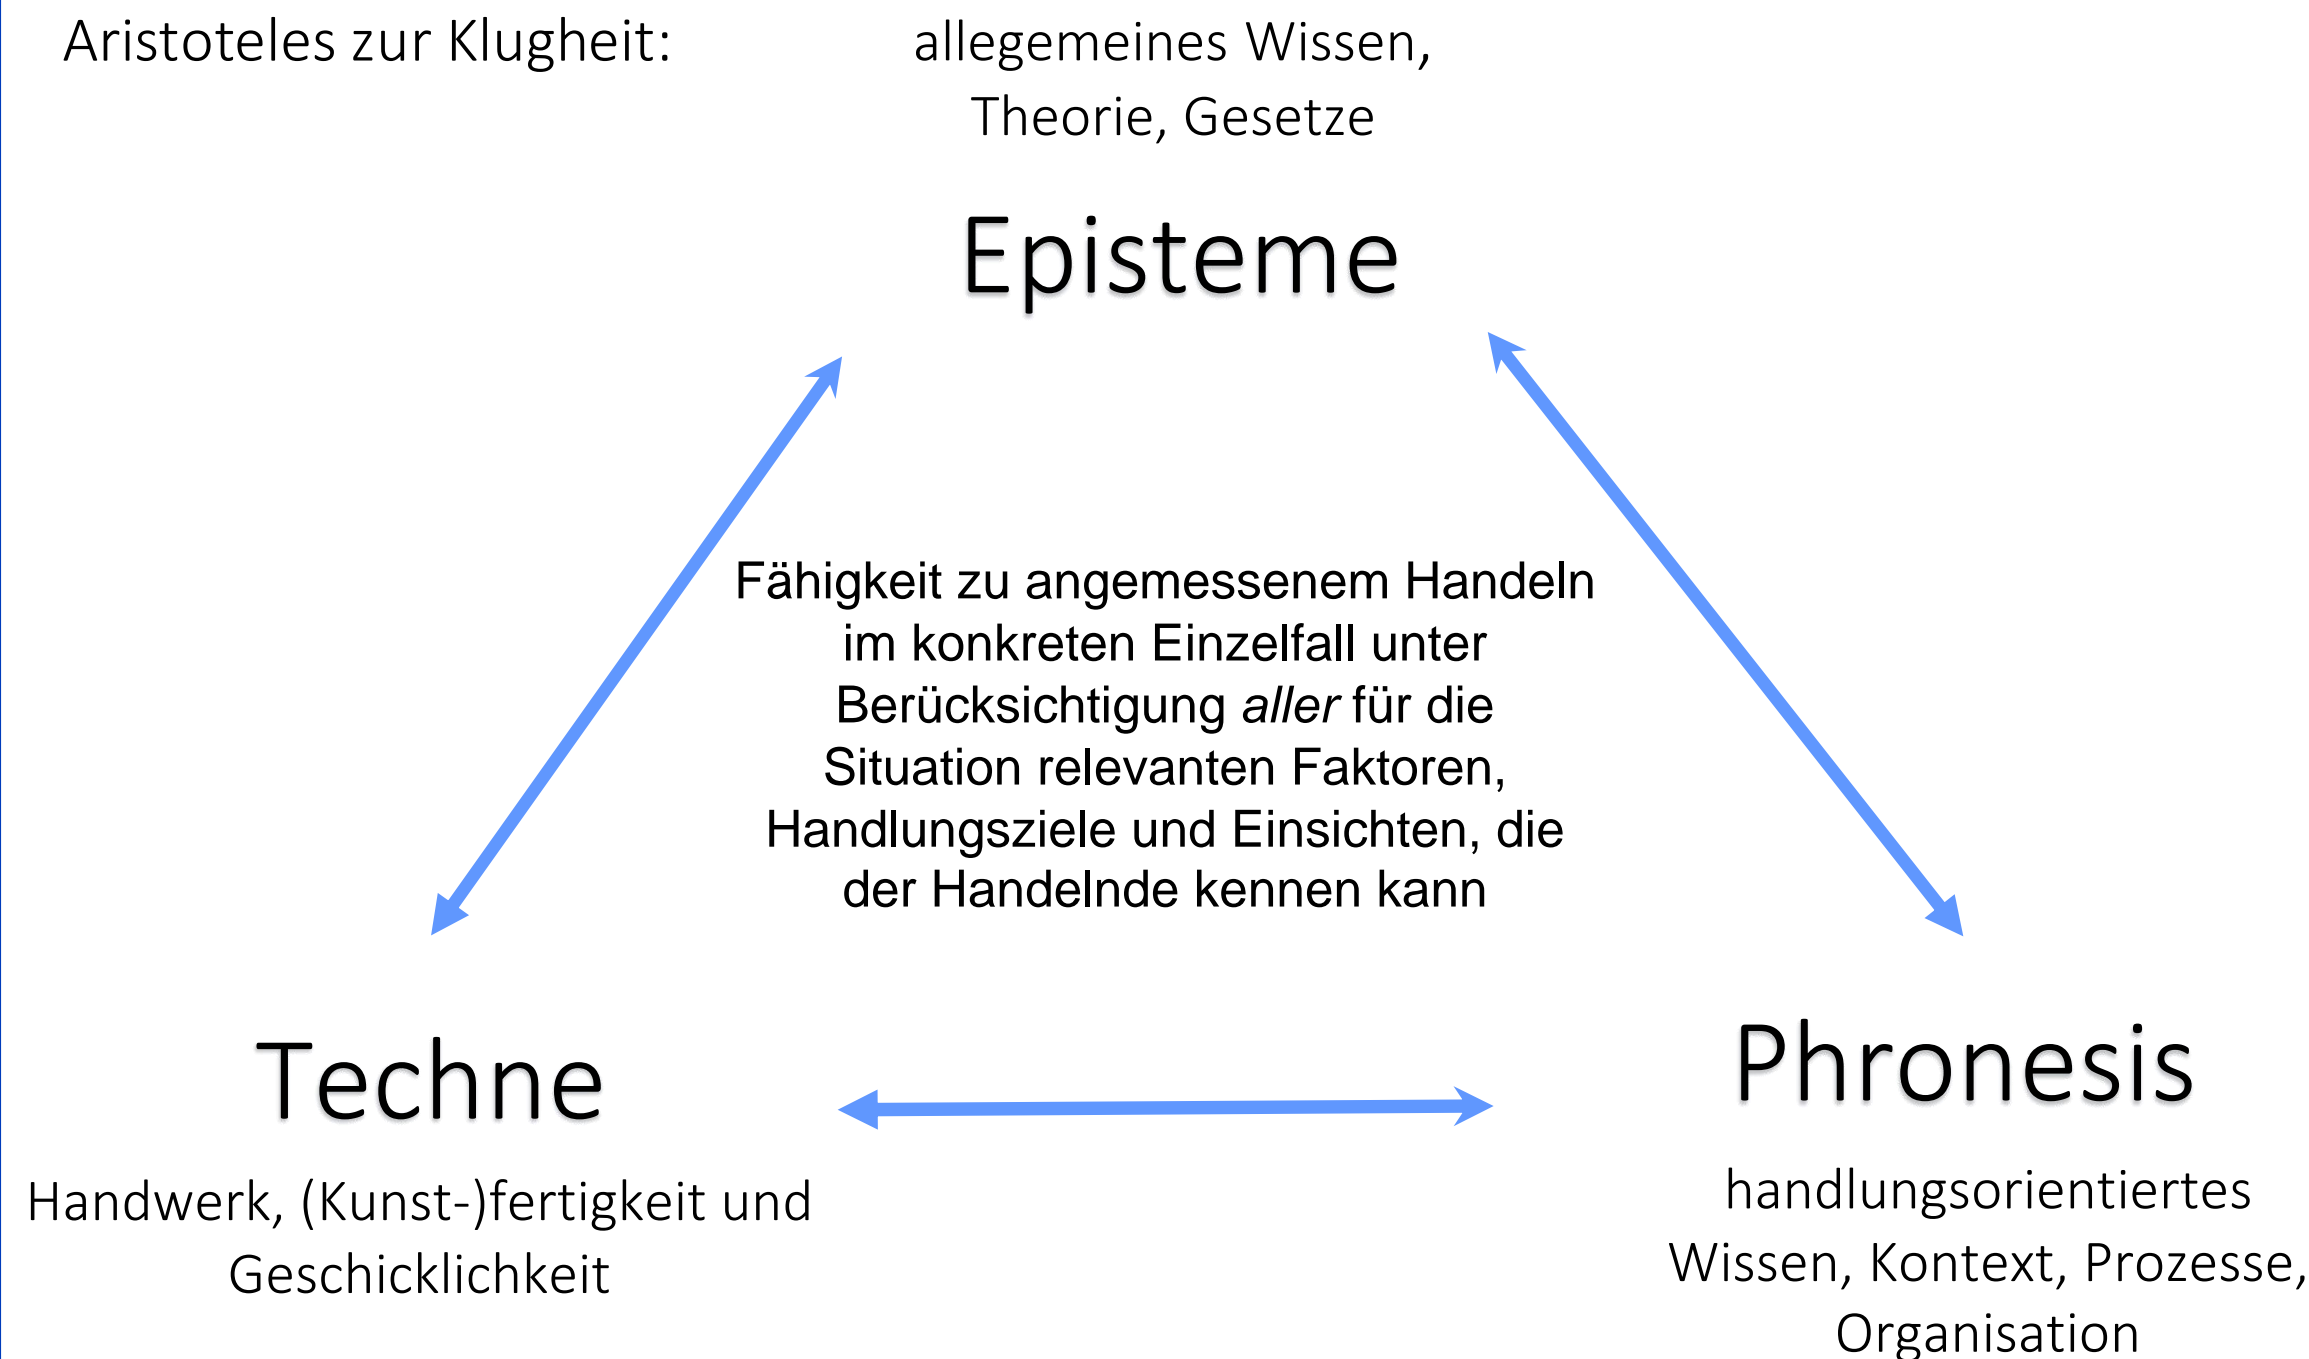 Aristoteles zur Klugheit:
allegemeines Wissen,
Theorie, Gesetze
Episteme
Fähigkeit zu angemessenem Handeln
im konkreten Einzelfall unter
Berücksichtigung aller für die
Situation relevanten Faktoren,
Handlungsziele und Einsichten, die
der Handelnde kennen kann
Techne
Handwerk, (Kunst-)fertigkeit und
Geschicklichkeit
Phronesis
handlungsorientiertes
Wissen, Kontext, Prozesse,
Organisation